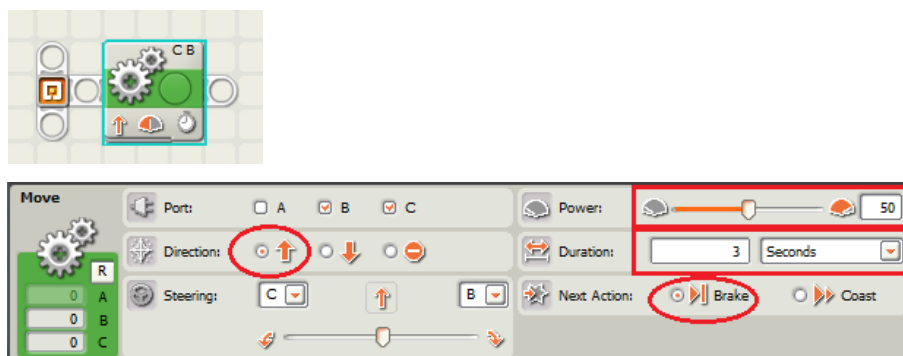 C B
Move
Port: A B C
Power: 50
Direction:
Duration: 3 Seconds
R
Steering: C B
Next Action: Brake Coast
0 A
0 B
0 C